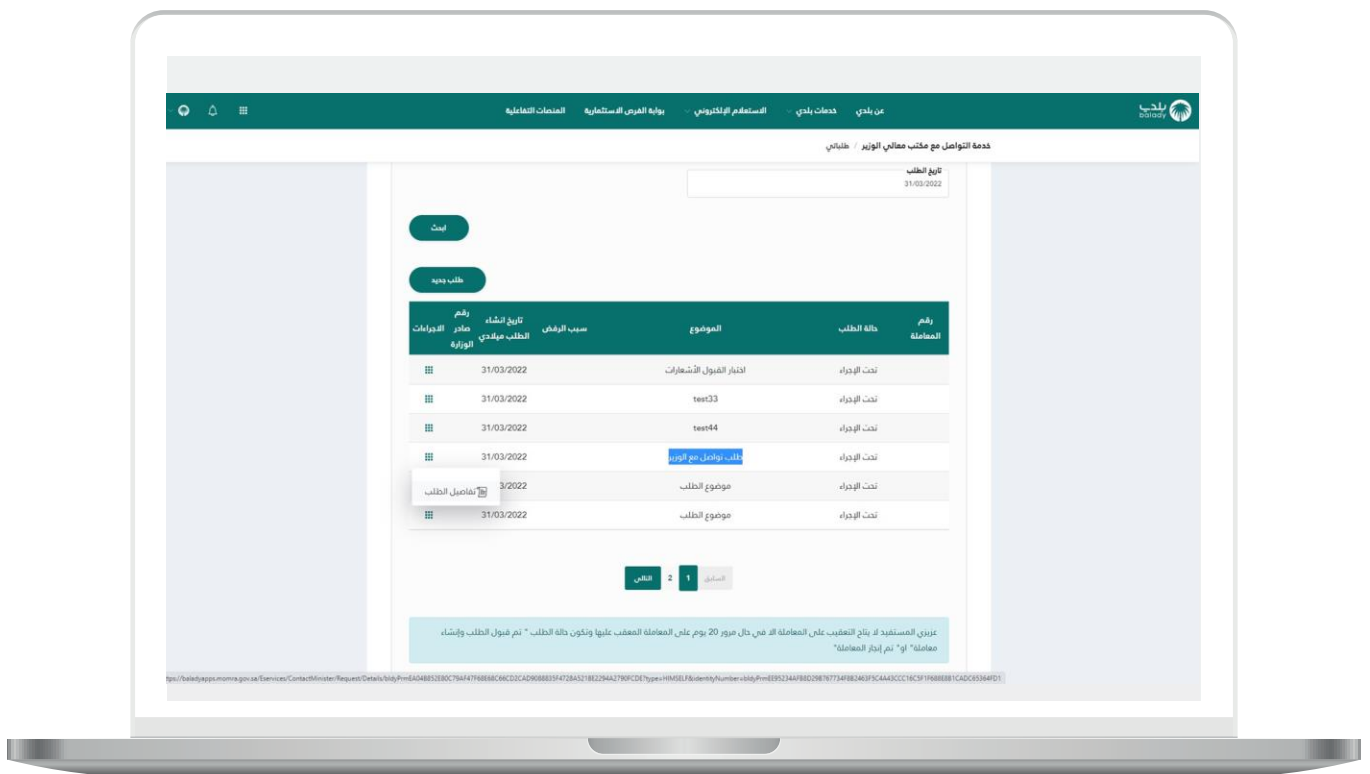 بلدي
balady
عن بلدي خدمات بلدي الاستعلام الإلكتروني بوابة الفرص الاستثمارية المنصات التفاعلية
خدمة التواصل مع مكتب معالي الوزير / طلباتي
تاريخ الطلب
31/03/2022
ابحث
طلب جديد
رقم المعاملة حالة الطلب الموضوع سبب الرفض تاريخ انشاء الطلب ميلادي رقم صادر الوزارة الاجراءات
تحت الإجراء اختبار القبول الأشعارات 31/03/2022
تحت الإجراء test33 31/03/2022
تحت الإجراء test44 31/03/2022
تحت الإجراء طلب تواصل مع الوزير 31/03/2022
تحت الإجراء موضوع الطلب 3/2022 تفاصيل الطلب
تحت الإجراء موضوع الطلب 31/03/2022
السابق 1 2 التالي
عزيزي المستفيد لا يتاح التعقيب على المعاملة الا في حال مرور 20 يوم على المعاملة المعقب عليها وتكون حالة الطلب " تم قبول الطلب وإنشاء
معاملة" او" تم إنجاز المعاملة"